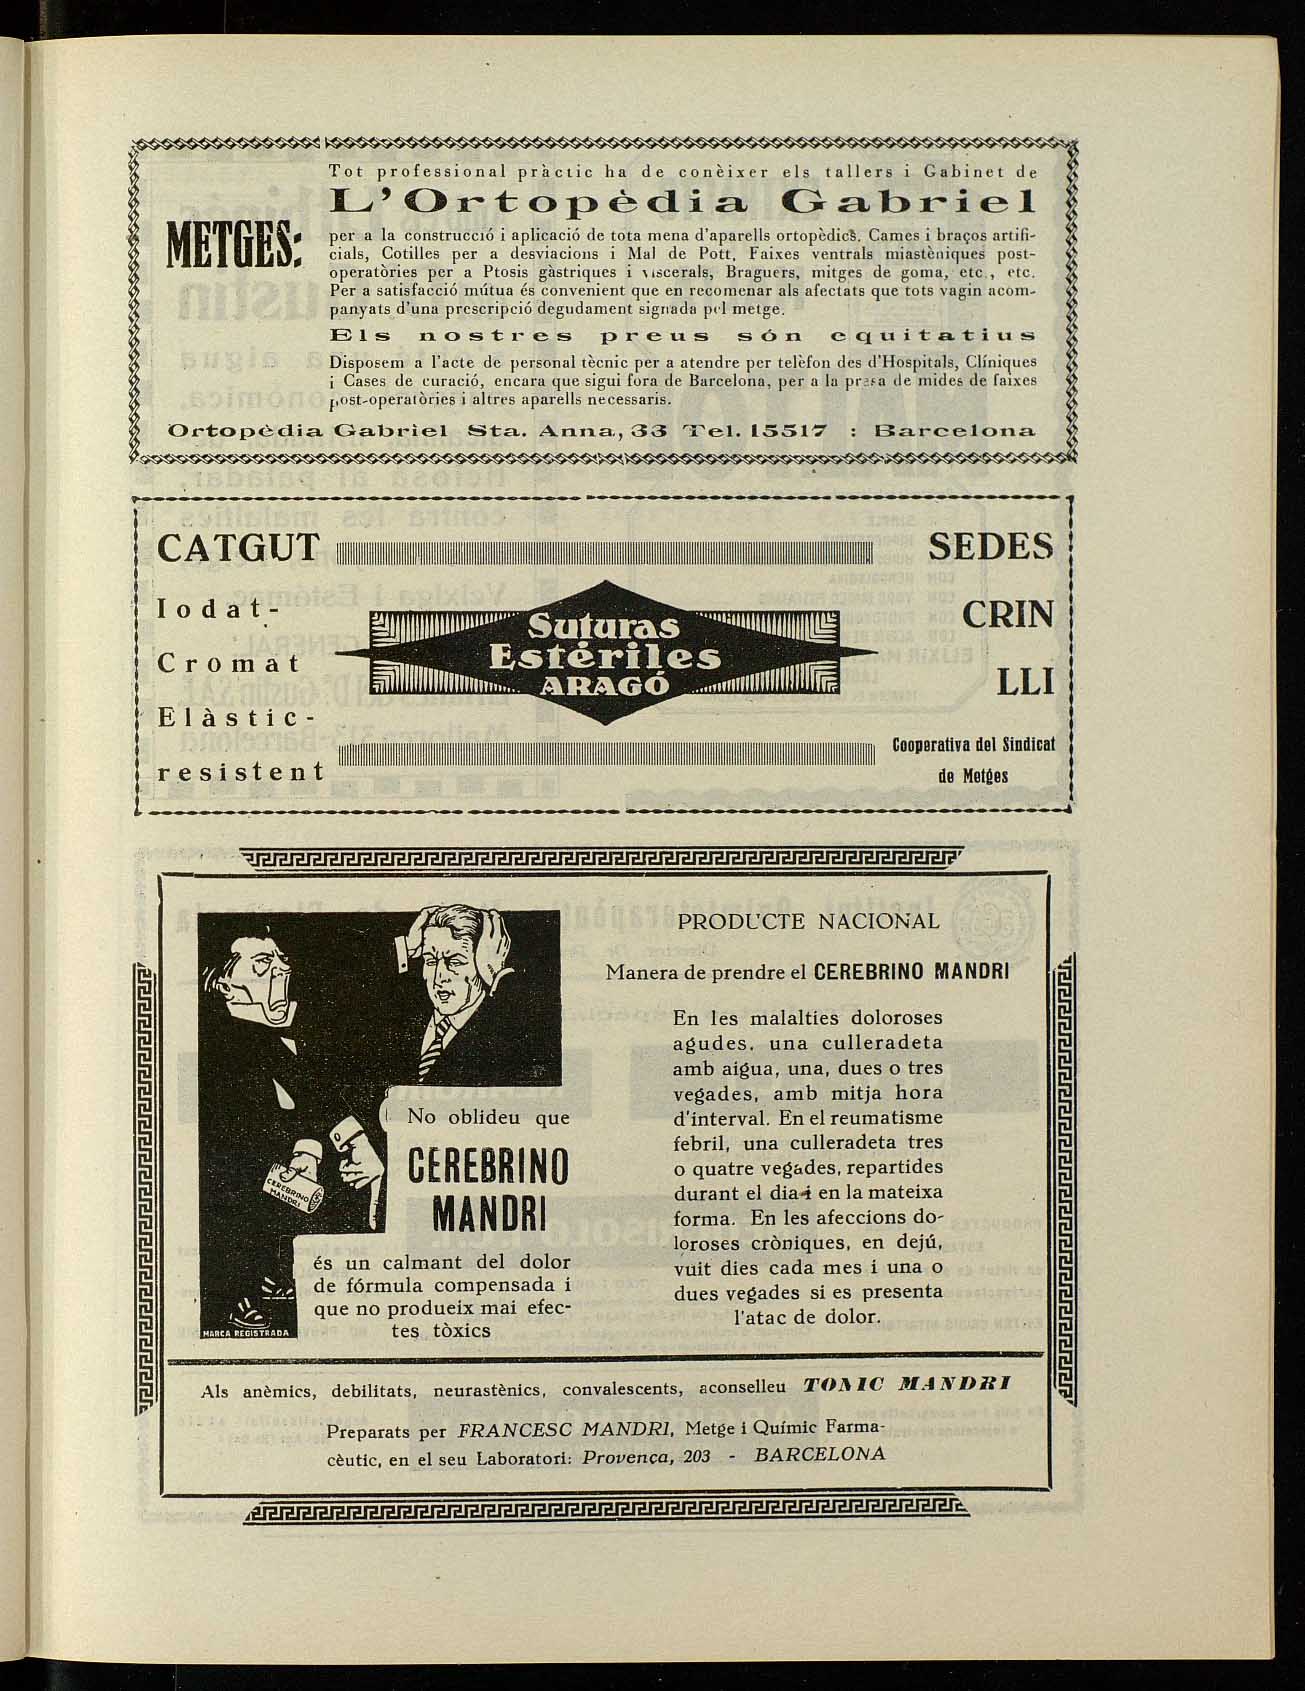 Tot professional pràctic ha de conèixer els tallers i Gabinet de
L'Ortopèdia Gabriel
METGES:
per a la construcció i aplicació de tota mena d'aparells ortopèdics. Cames i braços artifi-
cials, Cotilles per a desviacions i Mal de Pott, Faixes ventrals miastèniques post-
operatòries per a Ptosis gàstriques i viscerals, Braguers, mitges de goma, etc., etc.
Per a satisfacció mútua és convenient que en recomenar als afectats que tots vagin acom-
panyats d'una prescripció degudament signada pel metge.
Els nostres preus són equitatius
Disposem a l'acte de personal tècnic per a atendre per telèfon des d'Hospitals, Clíniques
i Cases de curació, encara que sigui fora de Barcelona, per a la presa de mides de faixes
post-operatòries i altres aparells necessaris.
Ortopèdia Gabrièl Sta. Anna, 33 Tel. 15517 : Barcelona
CATGUT
Iodat-
Cromat
Elàstic-
resistent
Suturas
Estériles
ARAGÓ
SEDES
CRIN
LLI
Cooperativa del Sindicat
de Metges
CEREBRINO
MANDRI
MARCA REGISTRADA
No oblideu que
CEREBRINO
MANDRI
és un calmant del dolor
de fórmula compensada i
que no produeix mai efec-
tes tòxics
PRODUCTE NACIONAL
Manera de prendre el CEREBRINO MANDRI
En les malalties doloroses
agudes, una culleradeta
amb aigua, una, dues o tres
vegades, amb mitja hora
d'interval. En el reumatisme
febril, una culleradeta tres
o quatre vegades, repartides
durant el dia i en la mateixa
forma. En les afeccions do-
loroses cròniques, en dejú,
vuit dies cada mes i una o
dues vegades si es presenta
l'atac de dolor.
Als anèmics, debilitats, neurastènics, convalescents, aconselleu TONIC MANDRI
Preparats per FRANCESC MANDRI, Metge i Químic Farma-
cèutic, en el seu Laboratori: Provença, 203 - BARCELONA